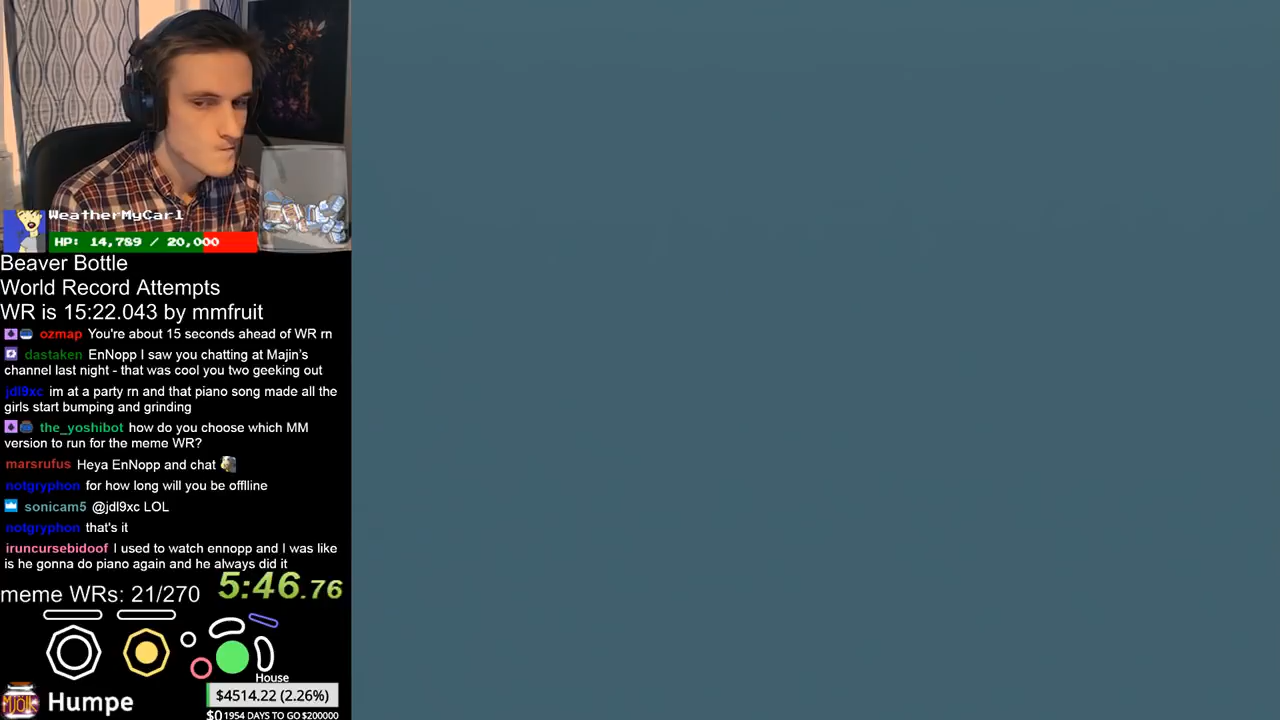 WeatherMyCarl
HP: 14,789 / 20,000
Beaver Bottle
World Record Attempts
WR is 15:22.043 by mmfruit
ozmap You're about 15 seconds ahead of WR rn
dastaken EnNopp I saw you chatting at Majin's
channel last night - that was cool you two geeking out
jdl9xc im at a party rn and that piano song made all the
girls start bumping and grinding
the_yoshibot how do you choose which MM
version to run for the meme WR?
marsrufus Heya EnNopp and chat
notgryphon for how long will you be offlline
sonicam5 @jdl9xc LOL
notgryphon that's it
iruncursebidoof I used to watch ennopp and I was like
is he gonna do piano again and he always did it
meme WRs: 21/270
5:46.76
House
MJÖLK
Humpe
$4514.22 (2.26%)
$0 1954 DAYS TO GO $200000